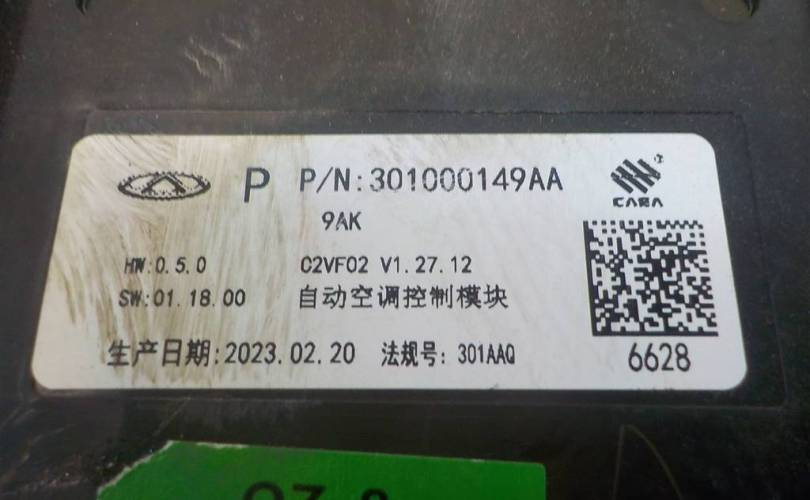 P P/N:301000149AA
9AK
HW:0.5.0 C2VF02 V1.27.12
SW:01.18.00 自动空调控制模块
生产日期:2023.02.20 法规号: 301AAQ
6628